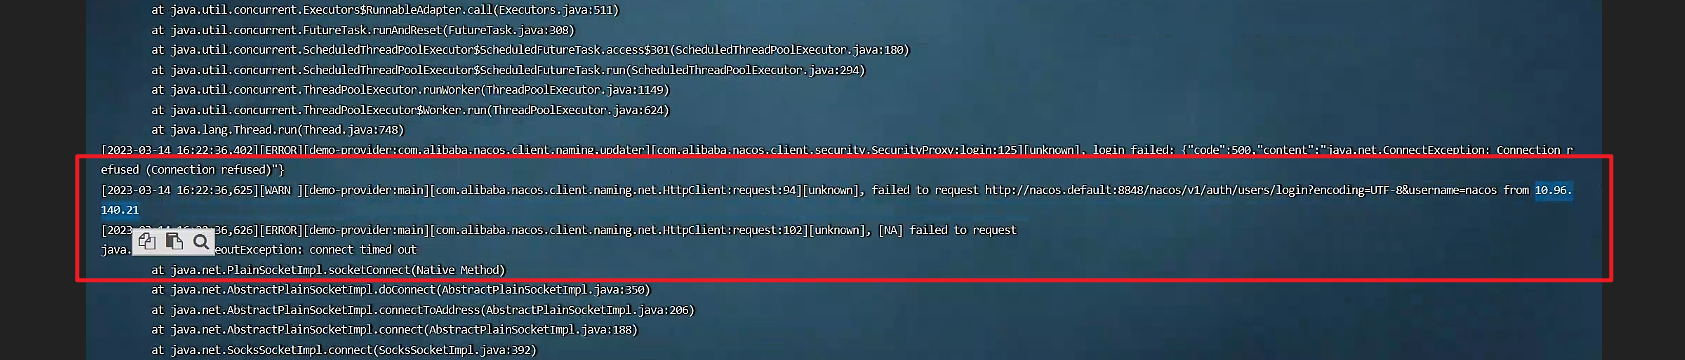 at java.util.concurrent.Executors$RunnableAdapter.call(Executors.java:511)
at java.util.concurrent.FutureTask.runAndReset(FutureTask.java:308)
at java.util.concurrent.ScheduledThreadPoolExecutor$ScheduledFutureTask.access$301(ScheduledThreadPoolExecutor.java:180)
at java.util.concurrent.ScheduledThreadPoolExecutor$ScheduledFutureTask.run(ScheduledThreadPoolExecutor.java:294)
at java.util.concurrent.ThreadPoolExecutor.runWorker(ThreadPoolExecutor.java:1149)
at java.util.concurrent.ThreadPoolExecutor$Worker.run(ThreadPoolExecutor.java:624)
at java.lang.Thread.run(Thread.java:748)
[2023-03-14 16:22:36,402][ERROR][demo-provider:com.alibaba.nacos.client.naming.updater][com.alibaba.nacos.client.security.SecurityProxy:login:125][unknown], login failed: {"code":500,"content":"java.net.ConnectException: Connection r
efused (Connection refused)"}
[2023-03-14 16:22:36,625][WARN ][demo-provider:main][com.alibaba.nacos.client.naming.net.HttpClient:request:94][unknown], failed to request http://nacos.default:8848/nacos/v1/auth/users/login?encoding=UTF-8&username=nacos from 10.96.
140.21
[2023-03-14 16:22:36,626][ERROR][demo-provider:main][com.alibaba.nacos.client.naming.net.HttpClient:request:102][unknown], [NA] failed to request
java. eoutException: connect timed out
at java.net.PlainSocketImpl.socketConnect(Native Method)
at java.net.AbstractPlainSocketImpl.doConnect(AbstractPlainSocketImpl.java:350)
at java.net.AbstractPlainSocketImpl.connectToAddress(AbstractPlainSocketImpl.java:206)
at java.net.AbstractPlainSocketImpl.connect(AbstractPlainSocketImpl.java:188)
at java.net.SocksSocketImpl.connect(SocksSocketImpl.java:392)